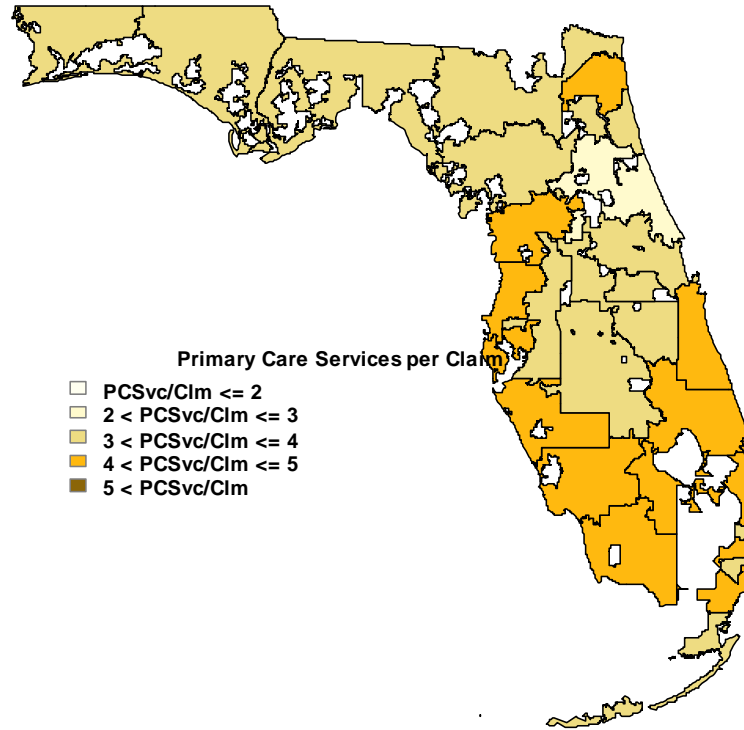 Primary Care Services per Claim
PCSvc/Clm <= 2
2 < PCSvc/Clm <= 3
3 < PCSvc/Clm <= 4
4 < PCSvc/Clm <= 5
5 < PCSvc/Clm